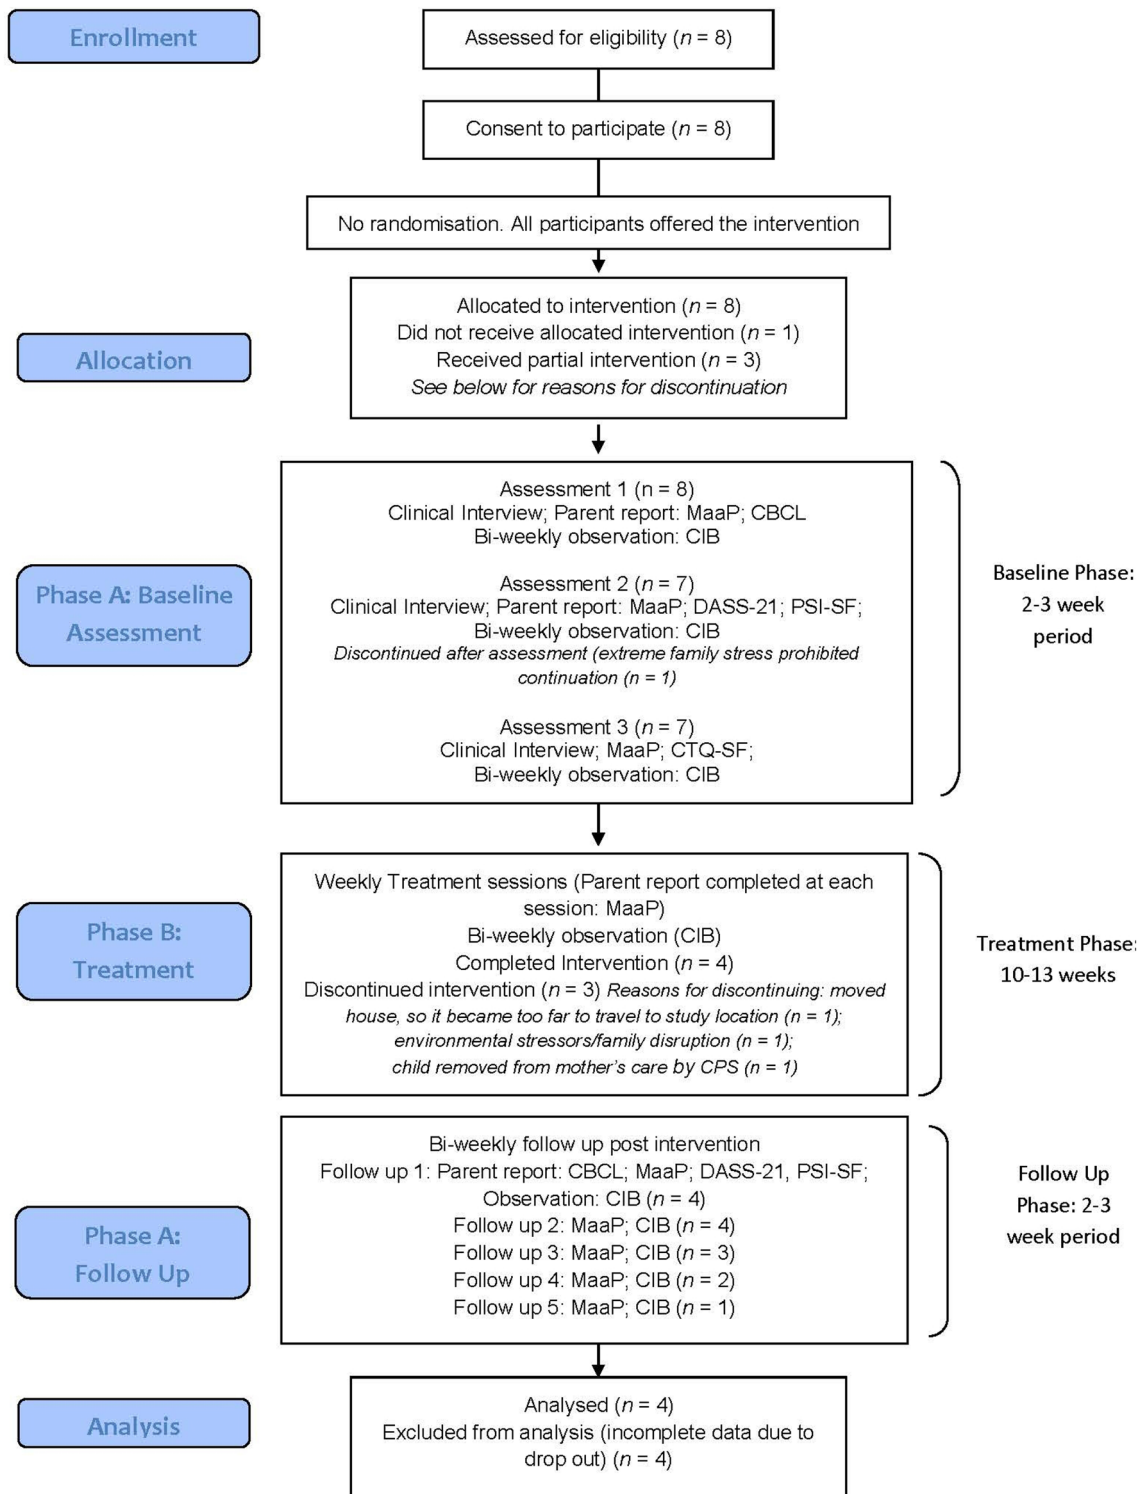 Enrollment
Assessed for eligibility (n = 8)
Consent to participate (n = 8)
No randomisation. All participants offered the intervention
Allocation
Allocated to intervention (n = 8)
Did not receive allocated intervention (n = 1)
Received partial intervention (n = 3)
See below for reasons for discontinuation
Phase A: Baseline
Assessment
Assessment 1 (n = 8)
Clinical Interview; Parent report: MaaP; CBCL
Bi-weekly observation: CIB
Assessment 2 (n = 7)
Clinical Interview; Parent report: MaaP; DASS-21; PSI-SF;
Bi-weekly observation: CIB
Discontinued after assessment (extreme family stress prohibited
continuation (n = 1)
Assessment 3 (n = 7)
Clinical Interview; MaaP; CTQ-SF;
Bi-weekly observation: CIB
Baseline Phase:
2-3 week
period
Phase B:
Treatment
Weekly Treatment sessions (Parent report completed at each
session: MaaP)
Bi-weekly observation (CIB)
Completed Intervention (n = 4)
Discontinued intervention (n = 3) Reasons for discontinuing: moved
house, so it became too far to travel to study location (n = 1);
environmental stressors/family disruption (n = 1);
child removed from mother's care by CPS (n = 1)
Treatment Phase:
10-13 weeks
Phase A:
Follow Up
Bi-weekly follow up post intervention
Follow up 1: Parent report: CBCL; MaaP; DASS-21, PSI-SF;
Observation: CIB (n = 4)
Follow up 2: MaaP; CIB (n = 4)
Follow up 3: MaaP; CIB (n = 3)
Follow up 4: MaaP; CIB (n = 2)
Follow up 5: MaaP; CIB (n = 1)
Follow Up
Phase: 2-3
week period
Analysis
Analysed (n = 4)
Excluded from analysis (incomplete data due to
drop out) (n = 4)